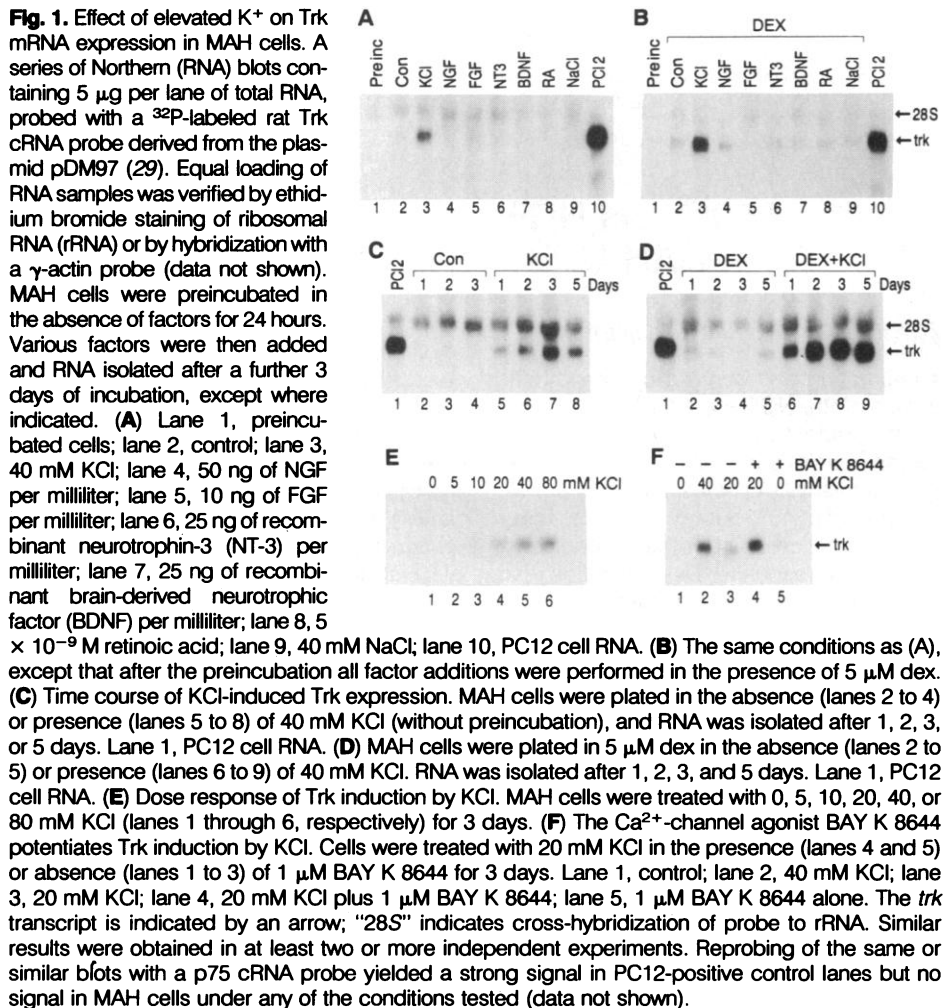 Fig. 1. Effect of elevated K⁺ on Trk
mRNA expression in MAH cells. A
series of Northern (RNA) blots con-
taining 5 μg per lane of total RNA,
probed with a ³²P-labeled rat Trk
cRNA probe derived from the plas-
mid pDM97 (29). Equal loading of
RNA samples was verified by ethid-
ium bromide staining of ribosomal
RNA (rRNA) or by hybridization with
a γ-actin probe (data not shown).
MAH cells were preincubated in
the absence of factors for 24 hours.
Various factors were then added
and RNA isolated after a further 3
days of incubation, except where
indicated. (A) Lane 1, preincu-
bated cells; lane 2, control; lane 3,
40 mM KCl; lane 4, 50 ng of NGF
per milliliter; lane 5, 10 ng of FGF
per milliliter; lane 6, 25 ng of recom-
binant neurotrophin-3 (NT-3) per
milliliter; lane 7, 25 ng of recombi-
nant brain-derived neurotrophic
factor (BDNF) per milliliter; lane 8, 5
A
Preinc Con KCl NGF FGF NT3 BDNF RA NaCl PC12
1 2 3 4 5 6 7 8 9 10
B
DEX
Preinc Con KCl NGF FGF NT3 BDNF RA NaCl PC12
←28S
←trk
1 2 3 4 5 6 7 8 9 10
C
Con KCl
PC12 1 2 3 1 2 3 5 Days
1 2 3 4 5 6 7 8
D
DEX DEX+KCl
PC12 1 2 3 5 1 2 3 5 Days
←28S
←trk
1 2 3 4 5 6 7 8 9
E
0 5 10 20 40 80 mM KCl
1 2 3 4 5 6
F
− − − + + BAY K 8644
0 40 20 20 0 mM KCl
←trk
1 2 3 4 5
× 10⁻⁹ M retinoic acid; lane 9, 40 mM NaCl; lane 10, PC12 cell RNA. (B) The same conditions as (A),
except that after the preincubation all factor additions were performed in the presence of 5 μM dex.
(C) Time course of KCl-induced Trk expression. MAH cells were plated in the absence (lanes 2 to 4)
or presence (lanes 5 to 8) of 40 mM KCl (without preincubation), and RNA was isolated after 1, 2, 3,
or 5 days. Lane 1, PC12 cell RNA. (D) MAH cells were plated in 5 μM dex in the absence (lanes 2 to
5) or presence (lanes 6 to 9) of 40 mM KCl. RNA was isolated after 1, 2, 3, and 5 days. Lane 1, PC12
cell RNA. (E) Dose response of Trk induction by KCl. MAH cells were treated with 0, 5, 10, 20, 40, or
80 mM KCl (lanes 1 through 6, respectively) for 3 days. (F) The Ca²⁺-channel agonist BAY K 8644
potentiates Trk induction by KCl. Cells were treated with 20 mM KCl in the presence (lanes 4 and 5)
or absence (lanes 1 to 3) of 1 μM BAY K 8644 for 3 days. Lane 1, control; lane 2, 40 mM KCl; lane
3, 20 mM KCl; lane 4, 20 mM KCl plus 1 μM BAY K 8644; lane 5, 1 μM BAY K 8644 alone. The trk
transcript is indicated by an arrow; "28S" indicates cross-hybridization of probe to rRNA. Similar
results were obtained in at least two or more independent experiments. Reprobing of the same or
similar blots with a p75 cRNA probe yielded a strong signal in PC12-positive control lanes but no
signal in MAH cells under any of the conditions tested (data not shown).